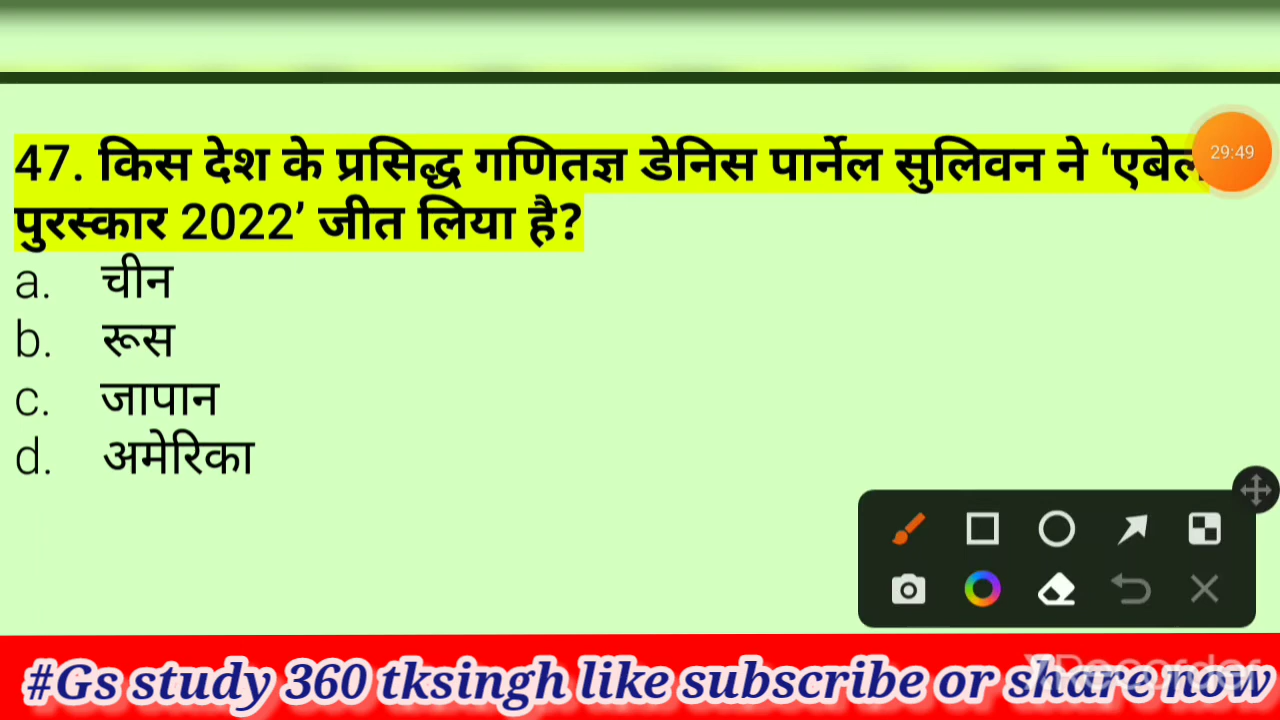 47. किस देश के प्रसिद्ध गणितज्ञ डेनिस पार्नेल सुलिवन ने ‘एबेल
29:49
पुरस्कार 2022’ जीत लिया है?
a. चीन
b. रूस
c. जापान
d. अमेरिका
#Gs study 360 tksingh like subscribe or share now
XRecorder